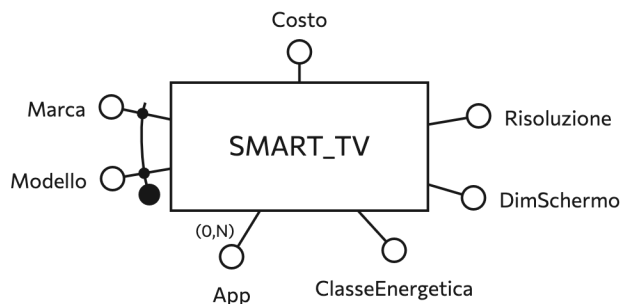 Costo
Marca
Risoluzione
SMART_TV
Modello
DimSchermo
(0,N)
App
ClasseEnergetica